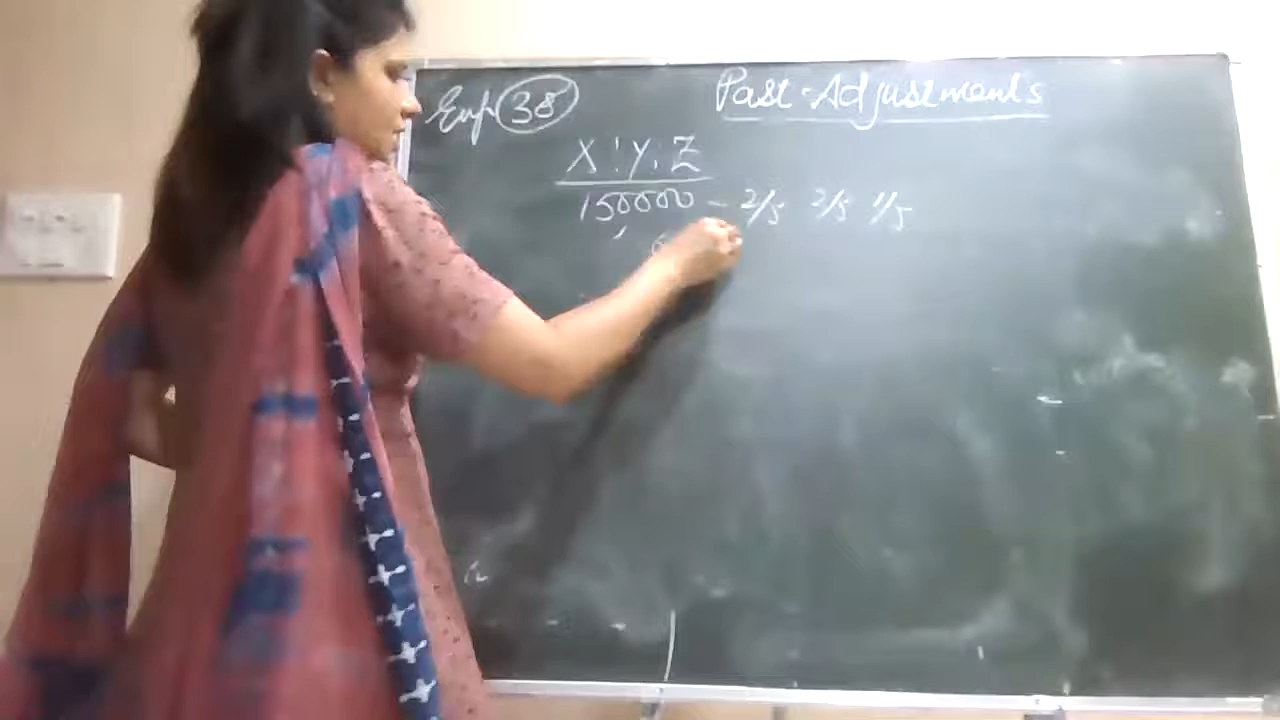 Past Adjustments
Exp 38
X : Y : Z
150000 - 2/5 2/5 1/5